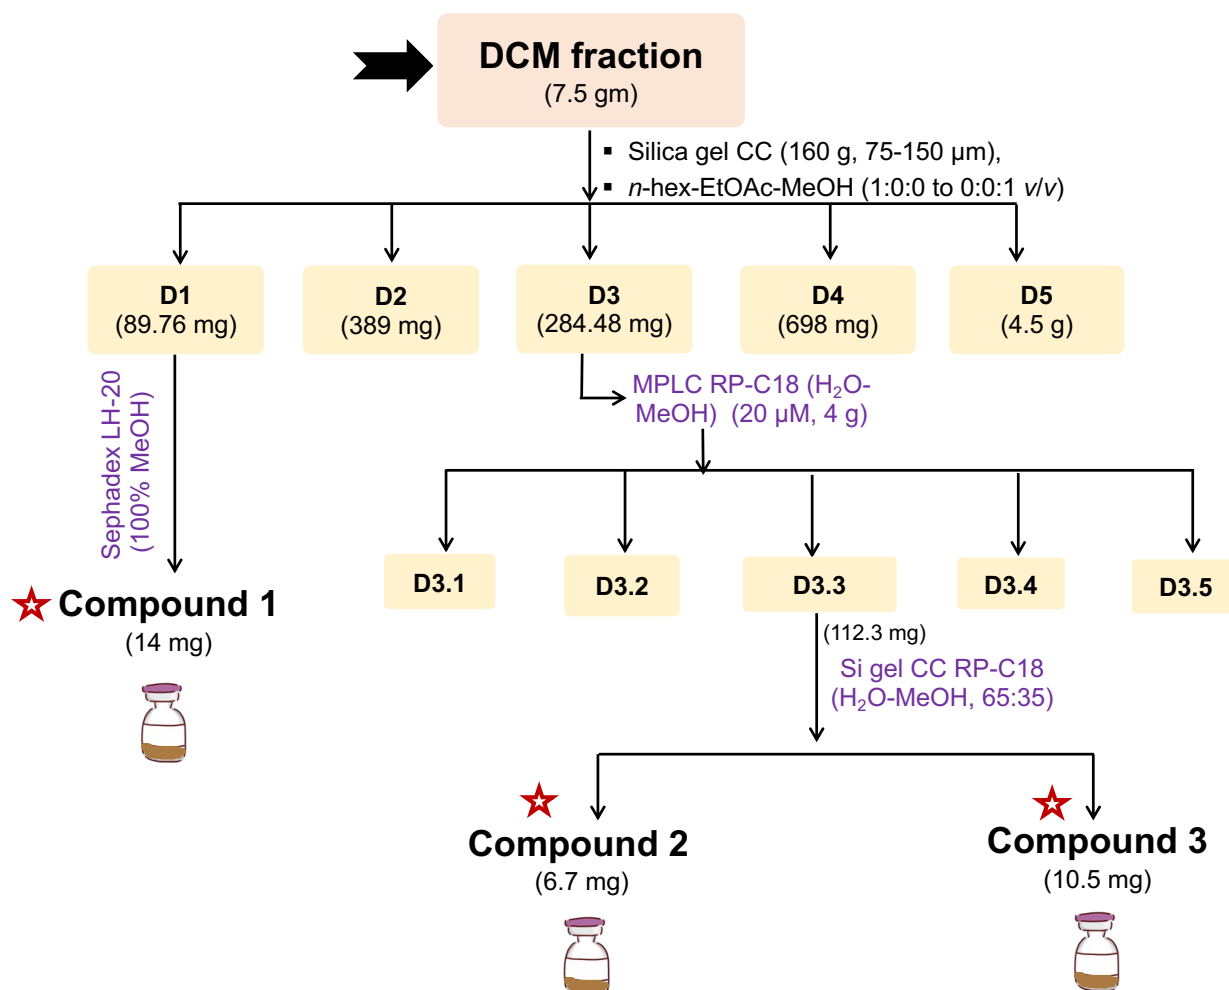 DCM fraction
(7.5 gm)
▪ Silica gel CC (160 g, 75-150 µm),
▪ n-hex-EtOAc-MeOH (1:0:0 to 0:0:1 v/v)
D1
(89.76 mg)
D2
(389 mg)
D3
(284.48 mg)
D4
(698 mg)
D5
(4.5 g)
Sephadex LH-20
(100% MeOH)
MPLC RP-C18 (H₂O-
MeOH) (20 µM, 4 g)
D3.1
D3.2
D3.3
D3.4
D3.5
Compound 1
(14 mg)
(112.3 mg)
Si gel CC RP-C18
(H₂O-MeOH, 65:35)
Compound 2
(6.7 mg)
Compound 3
(10.5 mg)